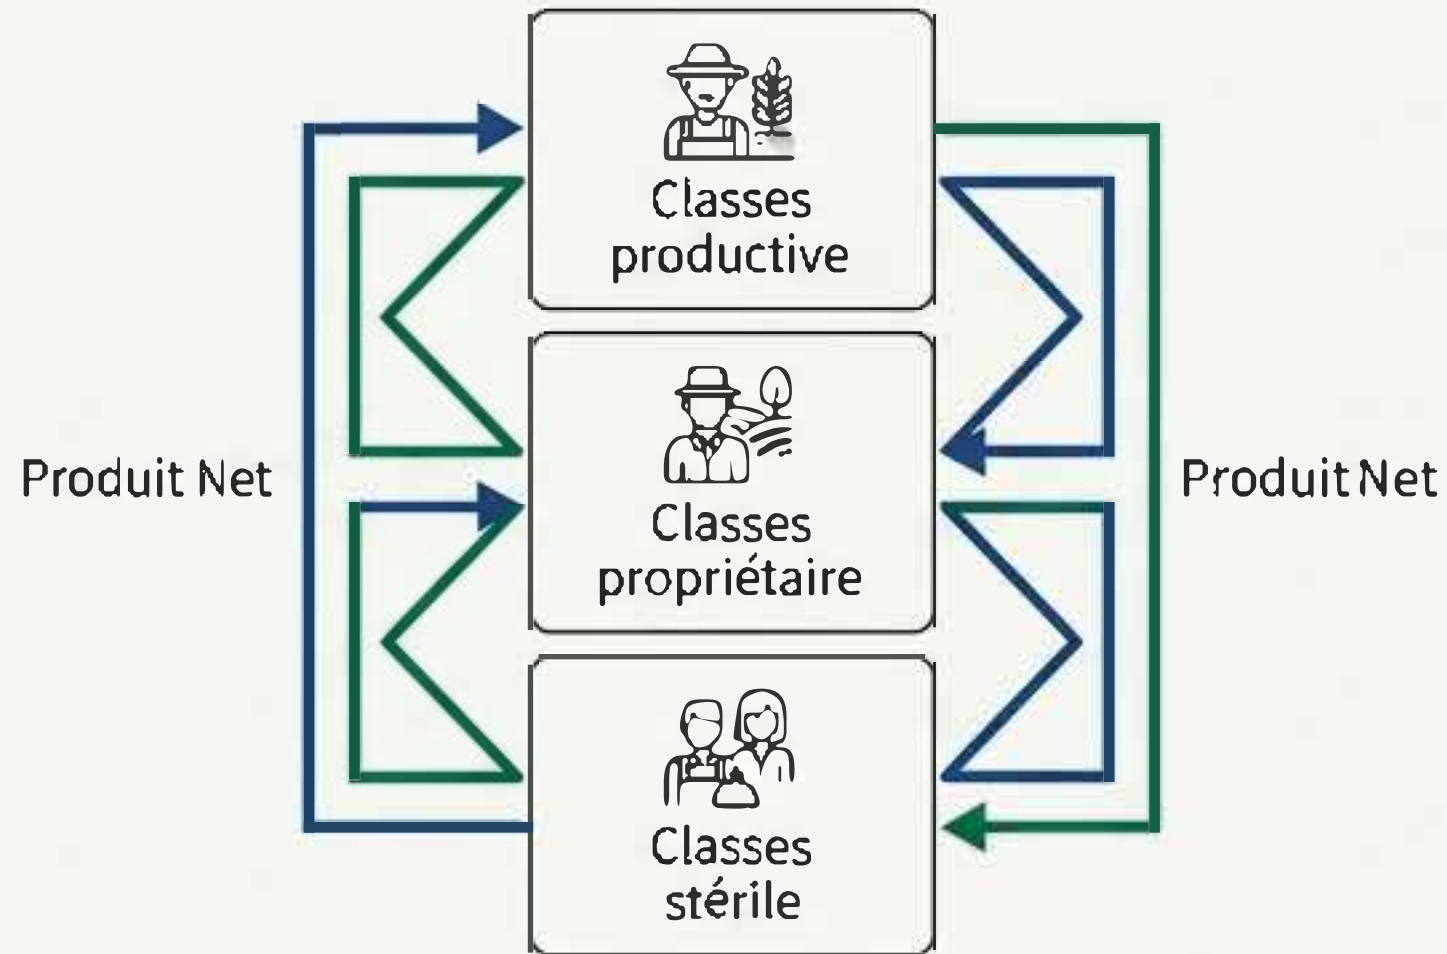 Classes
productive
Produit Net
Classes
propriétaire
Produit Net
Classes
stérile